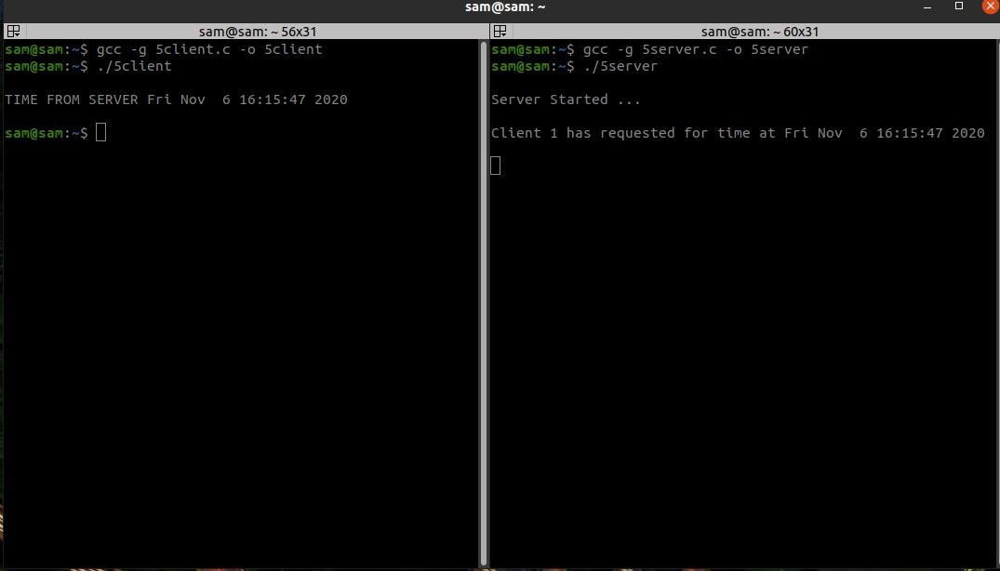 sam@sam: ~
sam@sam: ~ 56x31
sam@sam:~$ gcc -g 5client.c -o 5client
sam@sam:~$ ./5client
TIME FROM SERVER Fri Nov  6 16:15:47 2020
sam@sam:~$
sam@sam: ~ 60x31
sam@sam:~$ gcc -g 5server.c -o 5server
sam@sam:~$ ./5server
Server Started ...
Client 1 has requested for time at Fri Nov  6 16:15:47 2020